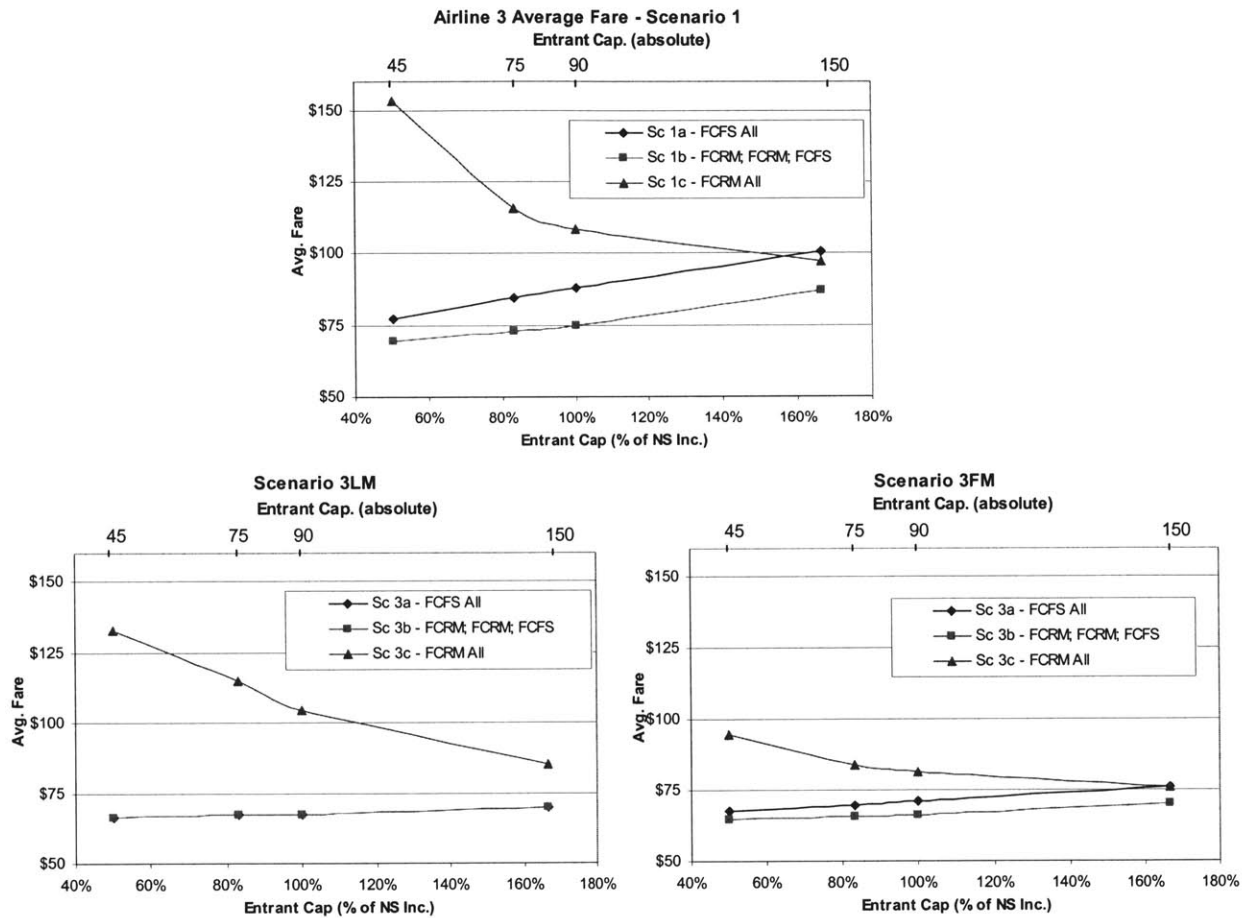 Airline 3 Average Fare - Scenario 1
Entrant Cap. (absolute)
45 75 90 150
$150
$125
$100
$75
$50
Avg. Fare
Sc 1a - FCFS All
Sc 1b - FCRM; FCRM; FCFS
Sc 1c - FCRM All
40% 60% 80% 100% 120% 140% 160% 180%
Entrant Cap (% of NS Inc.)
Scenario 3LM
Entrant Cap. (absolute)
45 75 90 150
$150
$125
$100
$75
$50
Avg. Fare
Sc 3a - FCFS All
Sc 3b - FCRM; FCRM; FCFS
Sc 3c - FCRM All
40% 60% 80% 100% 120% 140% 160% 180%
Entrant Cap (% of NS Inc.)
Scenario 3FM
Entrant Cap. (absolute)
45 75 90 150
$150
$125
$100
$75
$50
Avg. Fare
Sc 3a - FCFS All
Sc 3b - FCRM; FCRM; FCFS
Sc 3c - FCRM All
40% 60% 80% 100% 120% 140% 160% 180%
Entrant Cap (% of NS Inc.)